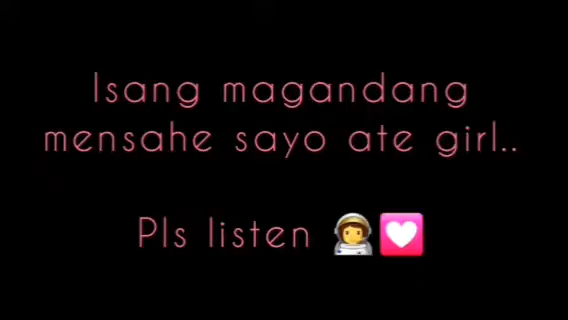 Isang magandang
mensahe sayo ate girl..
Pls listen 👩‍🚀💟